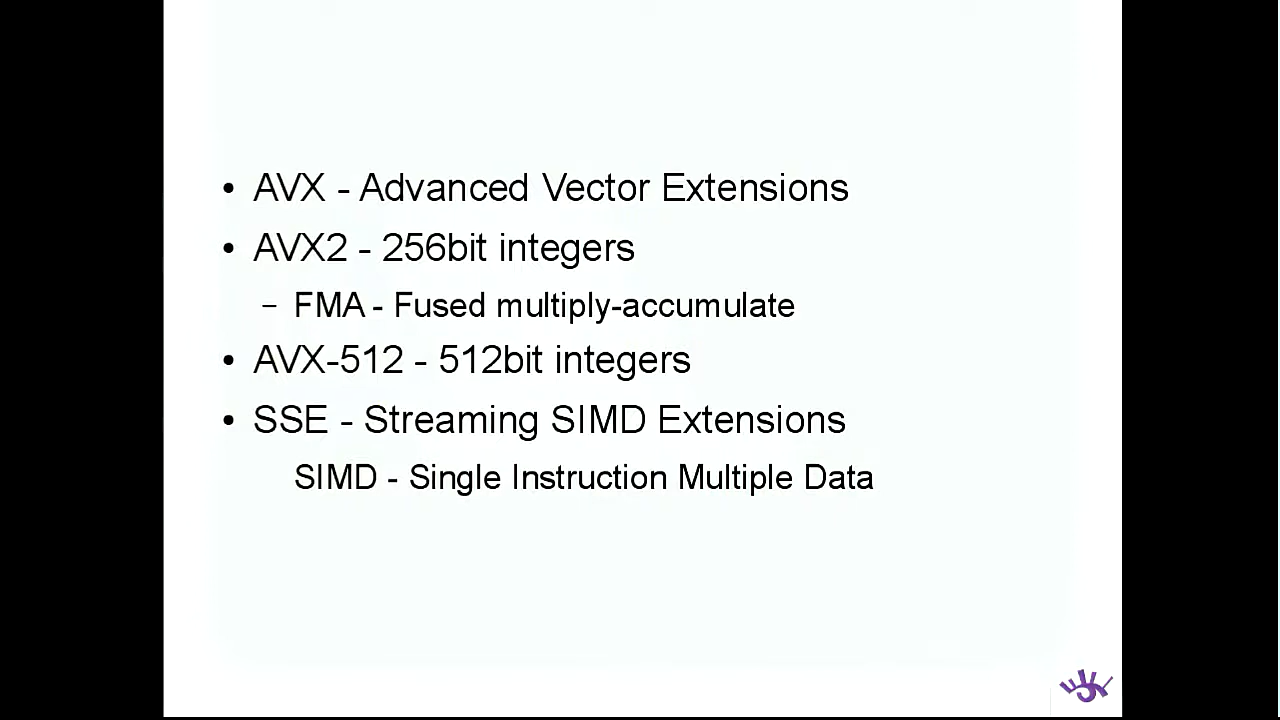 • AVX - Advanced Vector Extensions
• AVX2 - 256bit integers
– FMA - Fused multiply-accumulate
• AVX-512 - 512bit integers
• SSE - Streaming SIMD Extensions
SIMD - Single Instruction Multiple Data